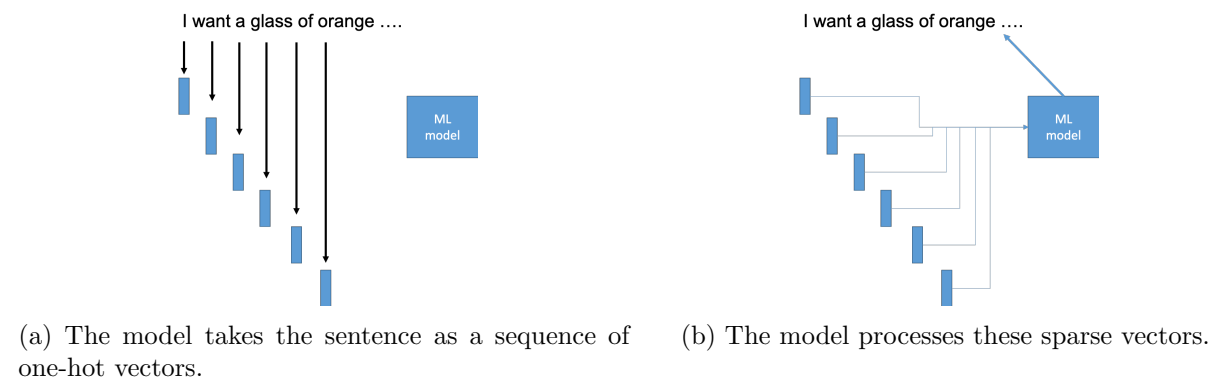 I want a glass of orange ….
ML
model
(a) The model takes the sentence as a sequence of
one-hot vectors.
I want a glass of orange ….
ML
model
(b) The model processes these sparse vectors.